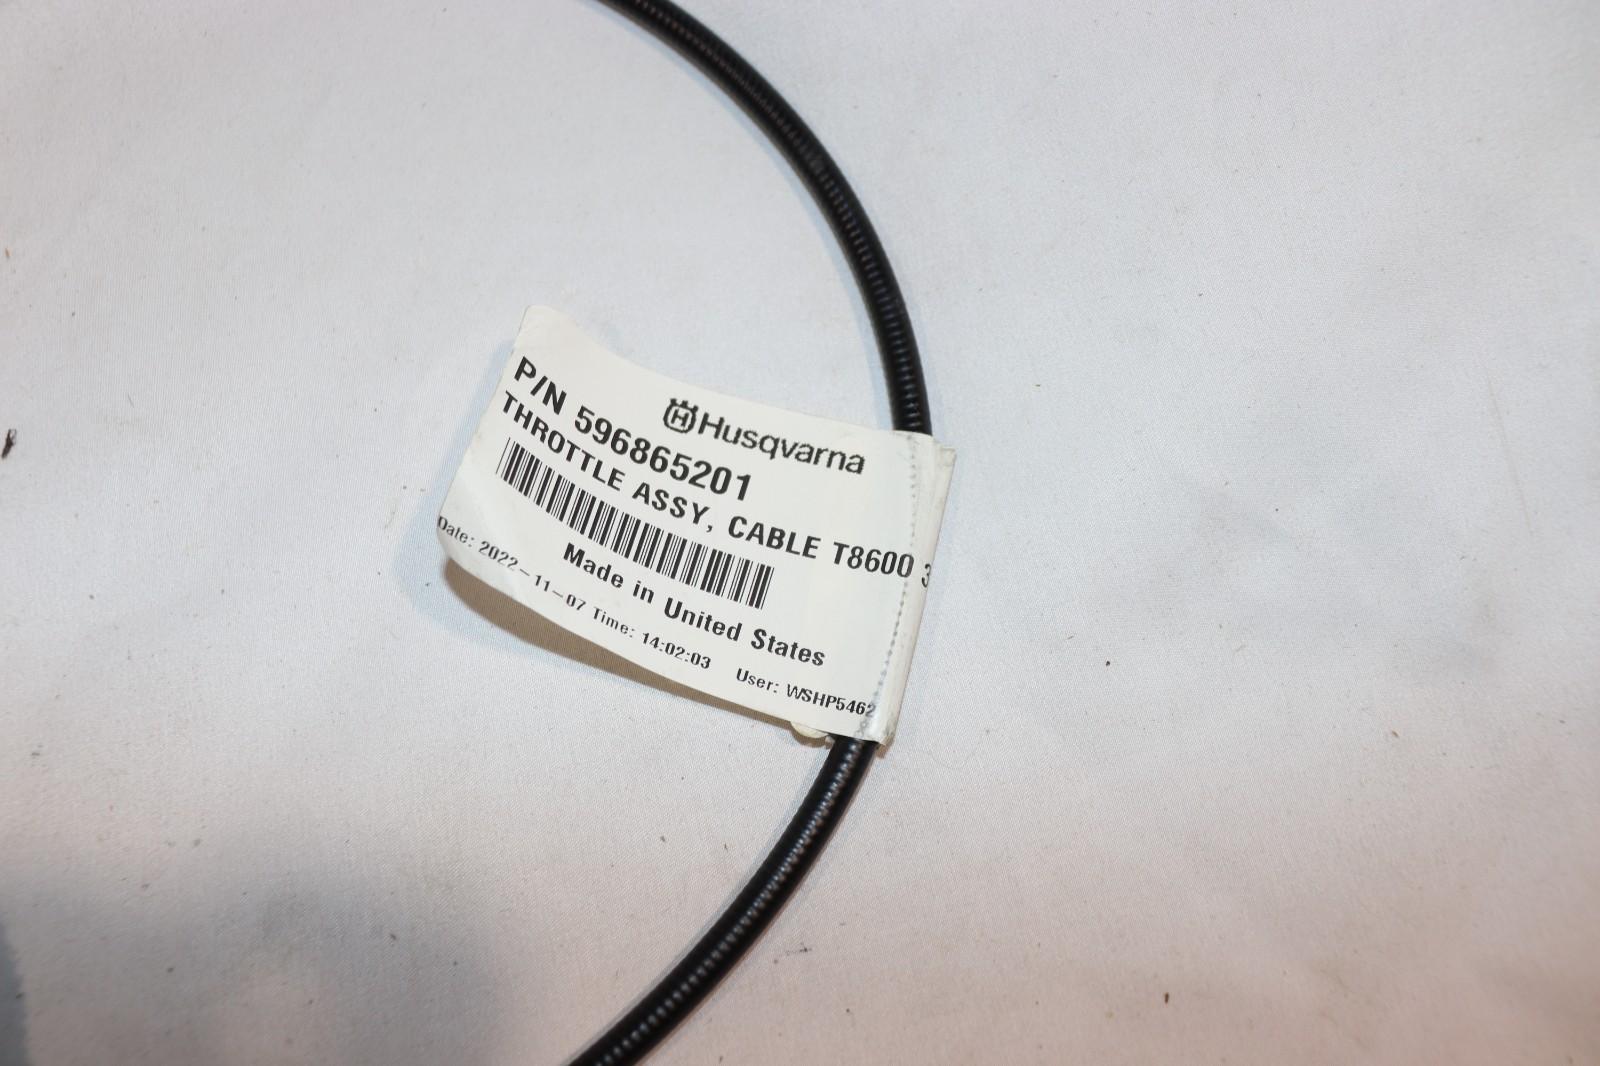 Husqvarna
P/N 596865201
THROTTLE ASSY, CABLE T8600 3
Made in United States
Date: 2022-11-07 Time: 14:02:03 User: WSHP5462